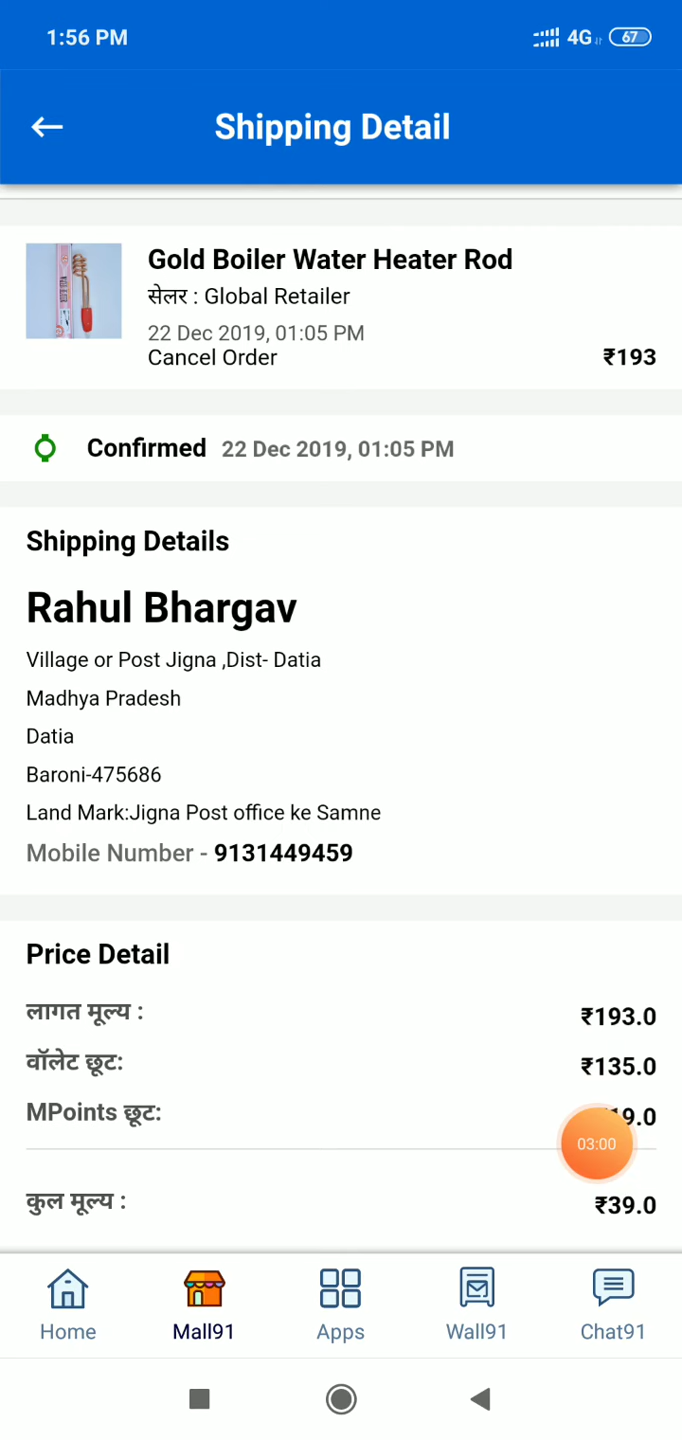 1:56 PM
4G
67
Shipping Detail
Gold Boiler Water Heater Rod
सेलर : Global Retailer
22 Dec 2019, 01:05 PM
Cancel Order
₹193
Confirmed 22 Dec 2019, 01:05 PM
Shipping Details
Rahul Bhargav
Village or Post Jigna ,Dist- Datia
Madhya Pradesh
Datia
Baroni-475686
Land Mark:Jigna Post office ke Samne
Mobile Number - 9131449459
Price Detail
लागत मूल्य : ₹193.0
वॉलेट छूट: ₹135.0
MPoints छूट:
03:00
कुल मूल्य : ₹39.0
Home
Mall91
Apps
Wall91
Chat91